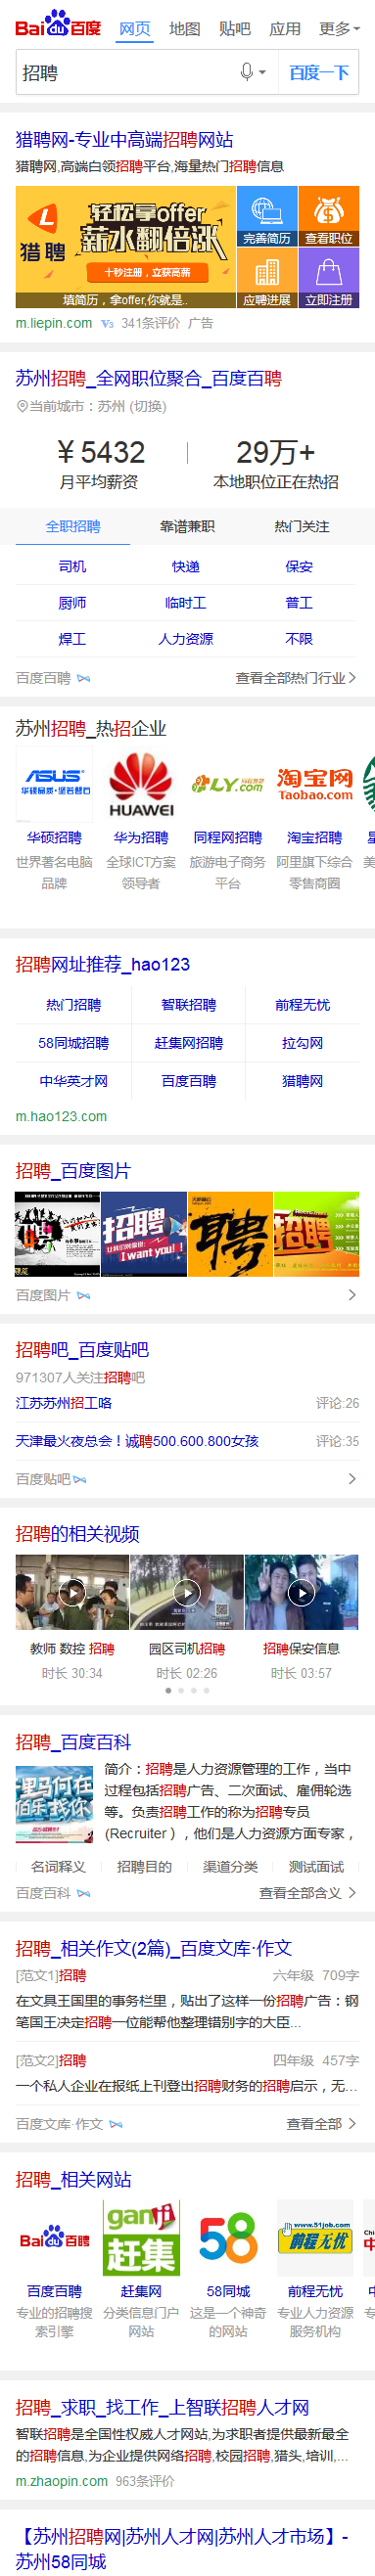 Bai du 百度
网页 地图 贴吧 应用 更多
招聘 百度一下
猎聘网-专业中高端招聘网站
猎聘网,高端白领招聘平台,海量热门招聘信息
猎聘
轻松拿offer
薪水翻倍涨
十秒注册,立获高薪
填简历，拿offer,你就是..
完善简历 查看职位
应聘进展 立即注册
m.liepin.com V3 341条评价 广告
苏州招聘_全网职位聚合_百度百聘
当前城市：苏州 (切换)
￥5432 29万+
月平均薪资 本地职位正在热招
全职招聘 靠谱兼职 热门关注
司机 快递 保安
厨师 临时工 普工
焊工 人力资源 不限
百度百聘 查看全部热门行业
苏州招聘_热招企业
ASUS
华硕品质·坚若磐石
HUAWEI
LY.COM
淘宝网
Taobao.com
华硕招聘 华为招聘 同程网招聘 淘宝招聘
世界著名电脑 全球ICT方案 旅游电子商务 阿里旗下综合 美
品牌 领导者 平台 零售商圈
招聘网址推荐_hao123
热门招聘 智联招聘 前程无忧
58同城招聘 赶集网招聘 拉勾网
中华英才网 百度百聘 猎聘网
m.hao123.com
招聘_百度图片
招聘
I want you!
聘
招聘
百度图片
招聘吧_百度贴吧
971307人关注招聘吧
江苏苏州招工咯 评论:26
天津最火夜总会！诚聘500.600.800女孩 评论:35
百度贴吧
招聘的相关视频
教师 数控 招聘 园区司机招聘 招聘保安信息
时长 30:34 时长 02:26 时长 03:57
招聘_百度百科
简介：招聘是人力资源管理的工作，当中
过程包括招聘广告、二次面试、雇佣轮选
等。负责招聘工作的称为招聘专员
(Recruiter），他们是人力资源方面专家，
名词释义 招聘目的 渠道分类 测试面试
百度百科 查看全部含义
招聘_相关作文(2篇)_百度文库·作文
[范文1]招聘 六年级 709字
在文具王国里的事务栏里，贴出了这样一份招聘广告：钢
笔国王决定招聘一位能帮他整理错别字的大臣...
[范文2]招聘 四年级 457字
一个私人企业在报纸上刊登出招聘财务的招聘启示，无...
百度文库·作文 查看全部
招聘_相关网站
Bai du 百聘
赶集
58
www.51job.com
前程无忧
百度百聘 赶集网 58同城 前程无忧
专业的招聘搜 分类信息门户 这是一个神奇 专业人力资源
索引擎 网站 的网站 服务机构
招聘_求职_找工作_上智联招聘人才网
智联招聘是全国性权威人才网站,为求职者提供最新最全
的招聘信息,为企业提供网络招聘,校园招聘,猎头,培训,...
m.zhaopin.com 963条评价
【苏州招聘网|苏州人才网|苏州人才市场】-
苏州58同城